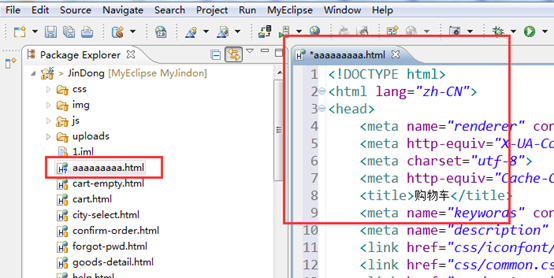 Edit Source Navigate Search Project Run MyEclipse Window Help
Package Explorer
JinDong [MyEclipse MyJindon]
css
img
js
uploads
1.iml
aaaaaaaaa.html
cart-empty.html
cart.html
city-select.html
confirm-order.html
forgot-pwd.html
goods-detail.html
help.html
*aaaaaaaaa.html
1 <!DOCTYPE html>
2 <html lang="zh-CN">
3 <head>
4 <meta name="renderer" con
5 <meta http-equiv="X-UA-Co
6 <meta charset="utf-8">
7 <meta http-equiv="Cache-C
8 <title>购物车</title>
9 <meta name="keywords" con
10 <meta name="description"
11 <link href="css/iconfont/
12 <link href="css/common.cs
13 <link href="